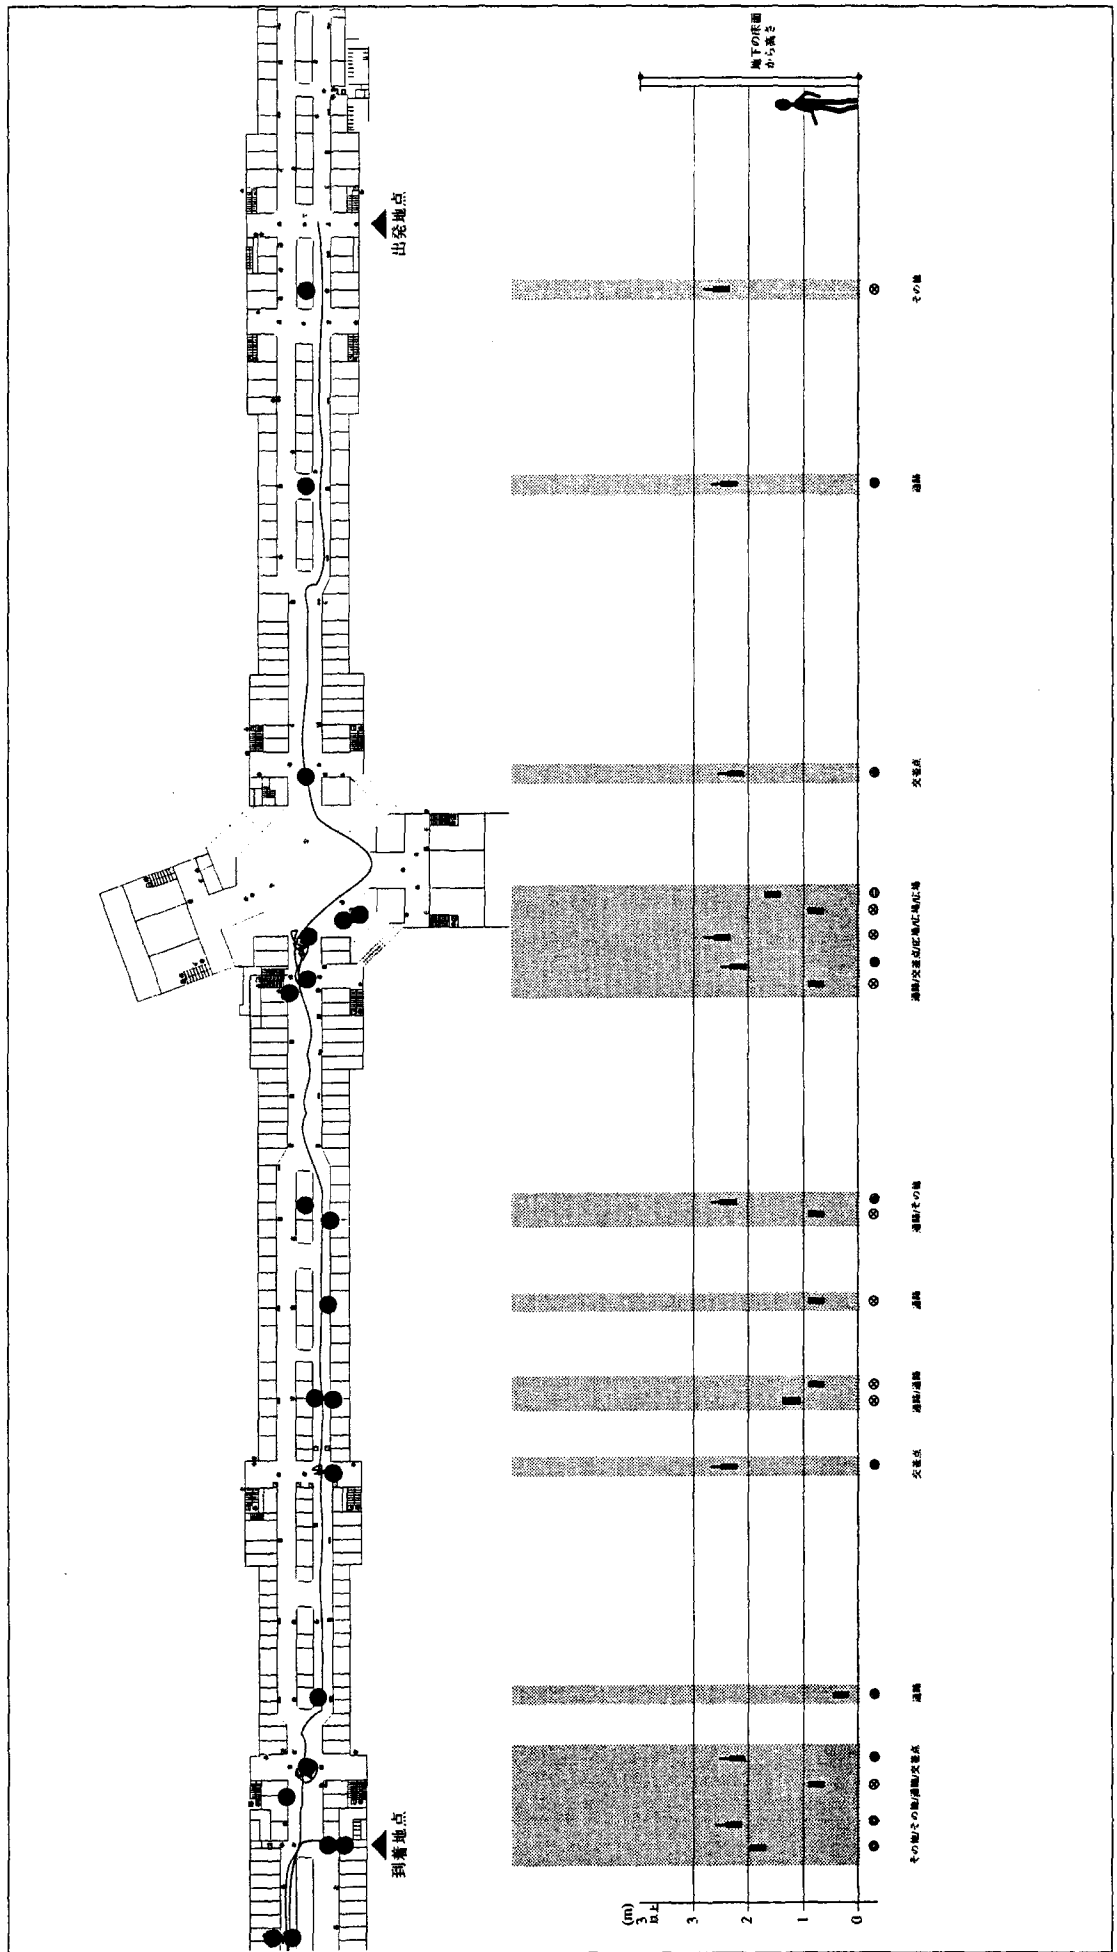 地下の床面
から高さ
出発地点
到着地点
その他
通路
交差点
通路/交差点/広場/広場/広場
通路/その他
通路
通路/通路
交差点
通路
その他/その他/通路/交差点
(m)
3
以上
3
2
1
0